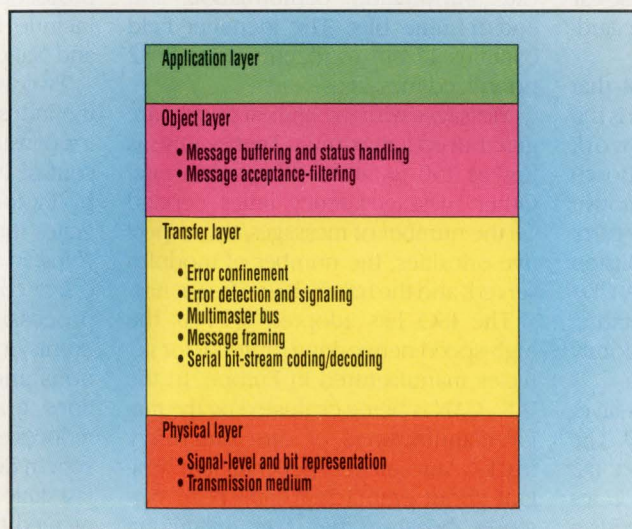 Application layer
Object layer
• Message buffering and status handling
• Message acceptance-filtering
Transfer layer
• Error confinement
• Error detection and signaling
• Multimaster bus
• Message framing
• Serial bit-stream coding/decoding
Physical layer
• Signal-level and bit representation
• Transmission medium